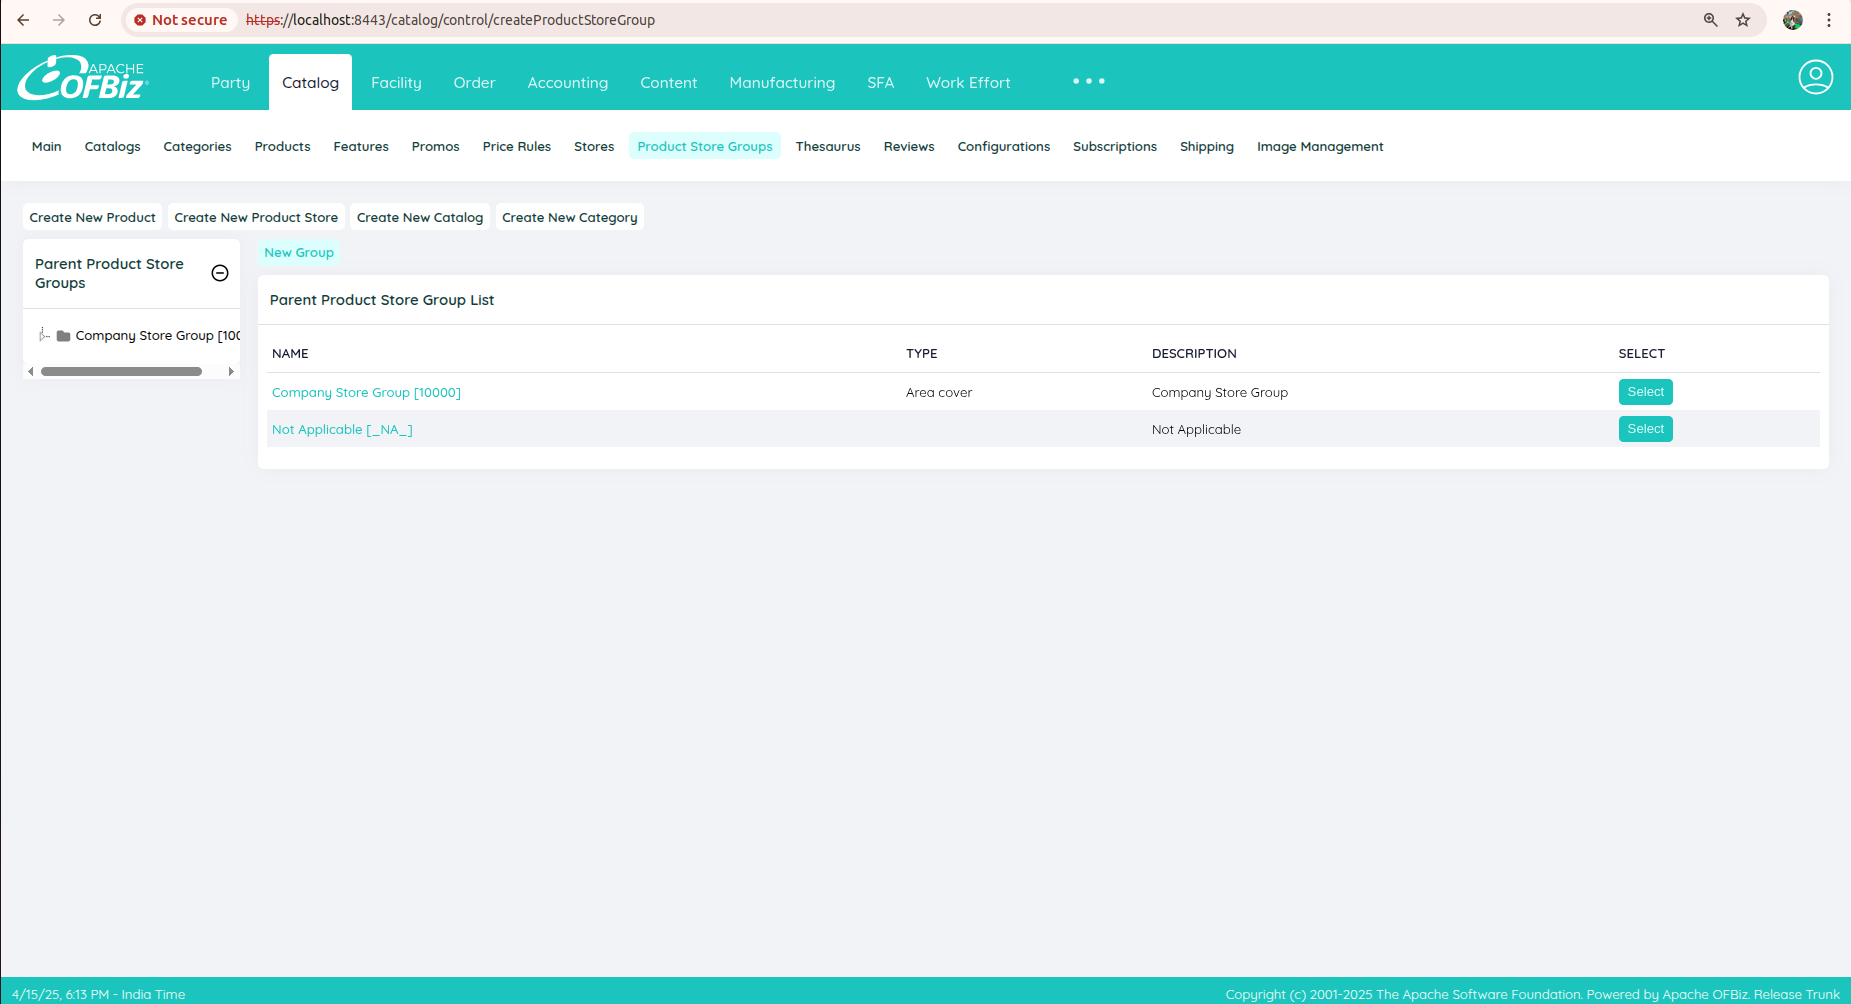 Not secure https://localhost:8443/catalog/control/createProductStoreGroup
APACHE OFBiz Party Catalog Facility Order Accounting Content Manufacturing SFA Work Effort
Main Catalogs Categories Products Features Promos Price Rules Stores Product Store Groups Thesaurus Reviews Configurations Subscriptions Shipping Image Management
Create New Product Create New Product Store Create New Catalog Create New Category
Parent Product Store
Groups
Company Store Group [100
New Group
Parent Product Store Group List
NAME TYPE DESCRIPTION SELECT
Company Store Group [10000] Area cover Company Store Group Select
Not Applicable [_NA_] Not Applicable Select
4/15/25, 6:13 PM - India Time Copyright (c) 2001-2025 The Apache Software Foundation. Powered by Apache OFBiz. Release Trunk